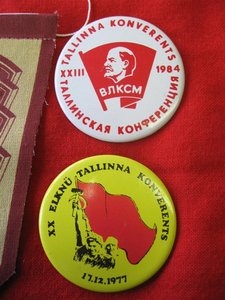 TALLINNA KONVERENTS
XXIII 1984
ВЛКСМ
ТАЛЛИНСКАЯ КОНФЕРЕНЦИЯ
XX ELKNÜ TALLINNA KONVERENTS
17.12.1977